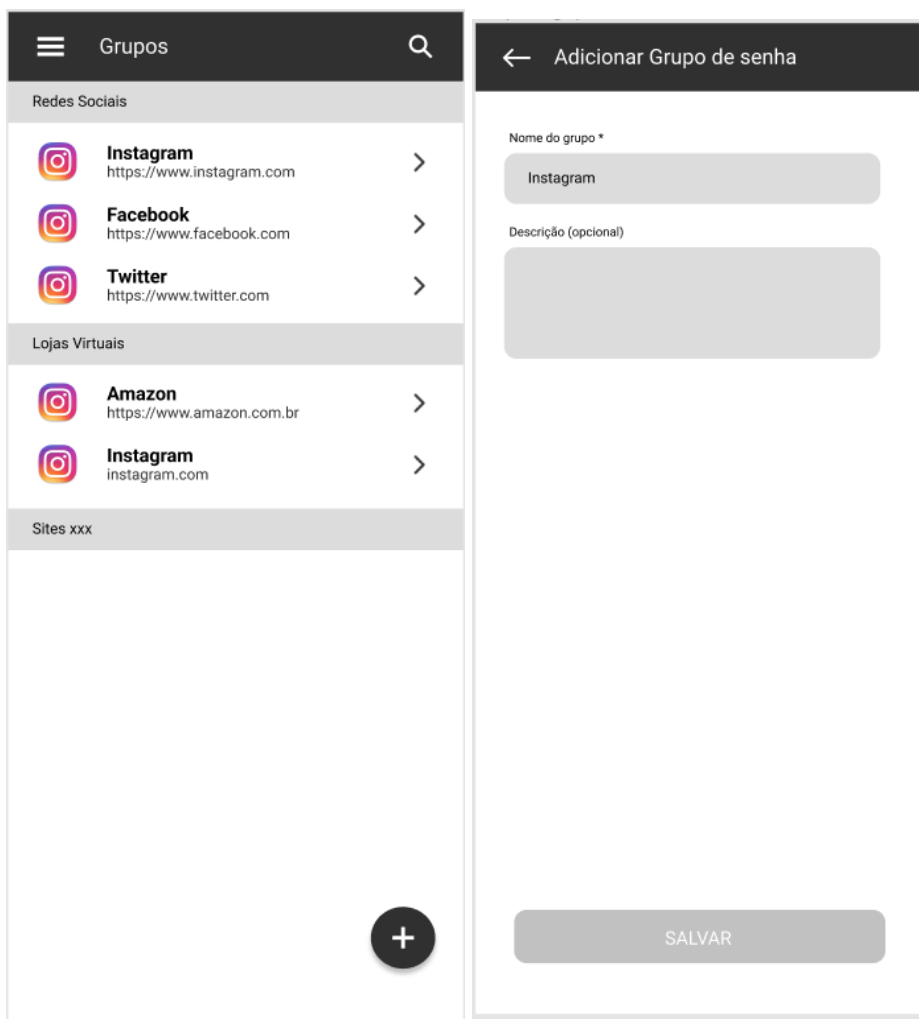 Grupos
Redes Sociais
Instagram
https://www.instagram.com
Facebook
https://www.facebook.com
Twitter
https://www.twitter.com
Lojas Virtuais
Amazon
https://www.amazon.com.br
Instagram
instagram.com
Sites xxx
Adicionar Grupo de senha
Nome do grupo *
Instagram
Descrição (opcional)
SALVAR